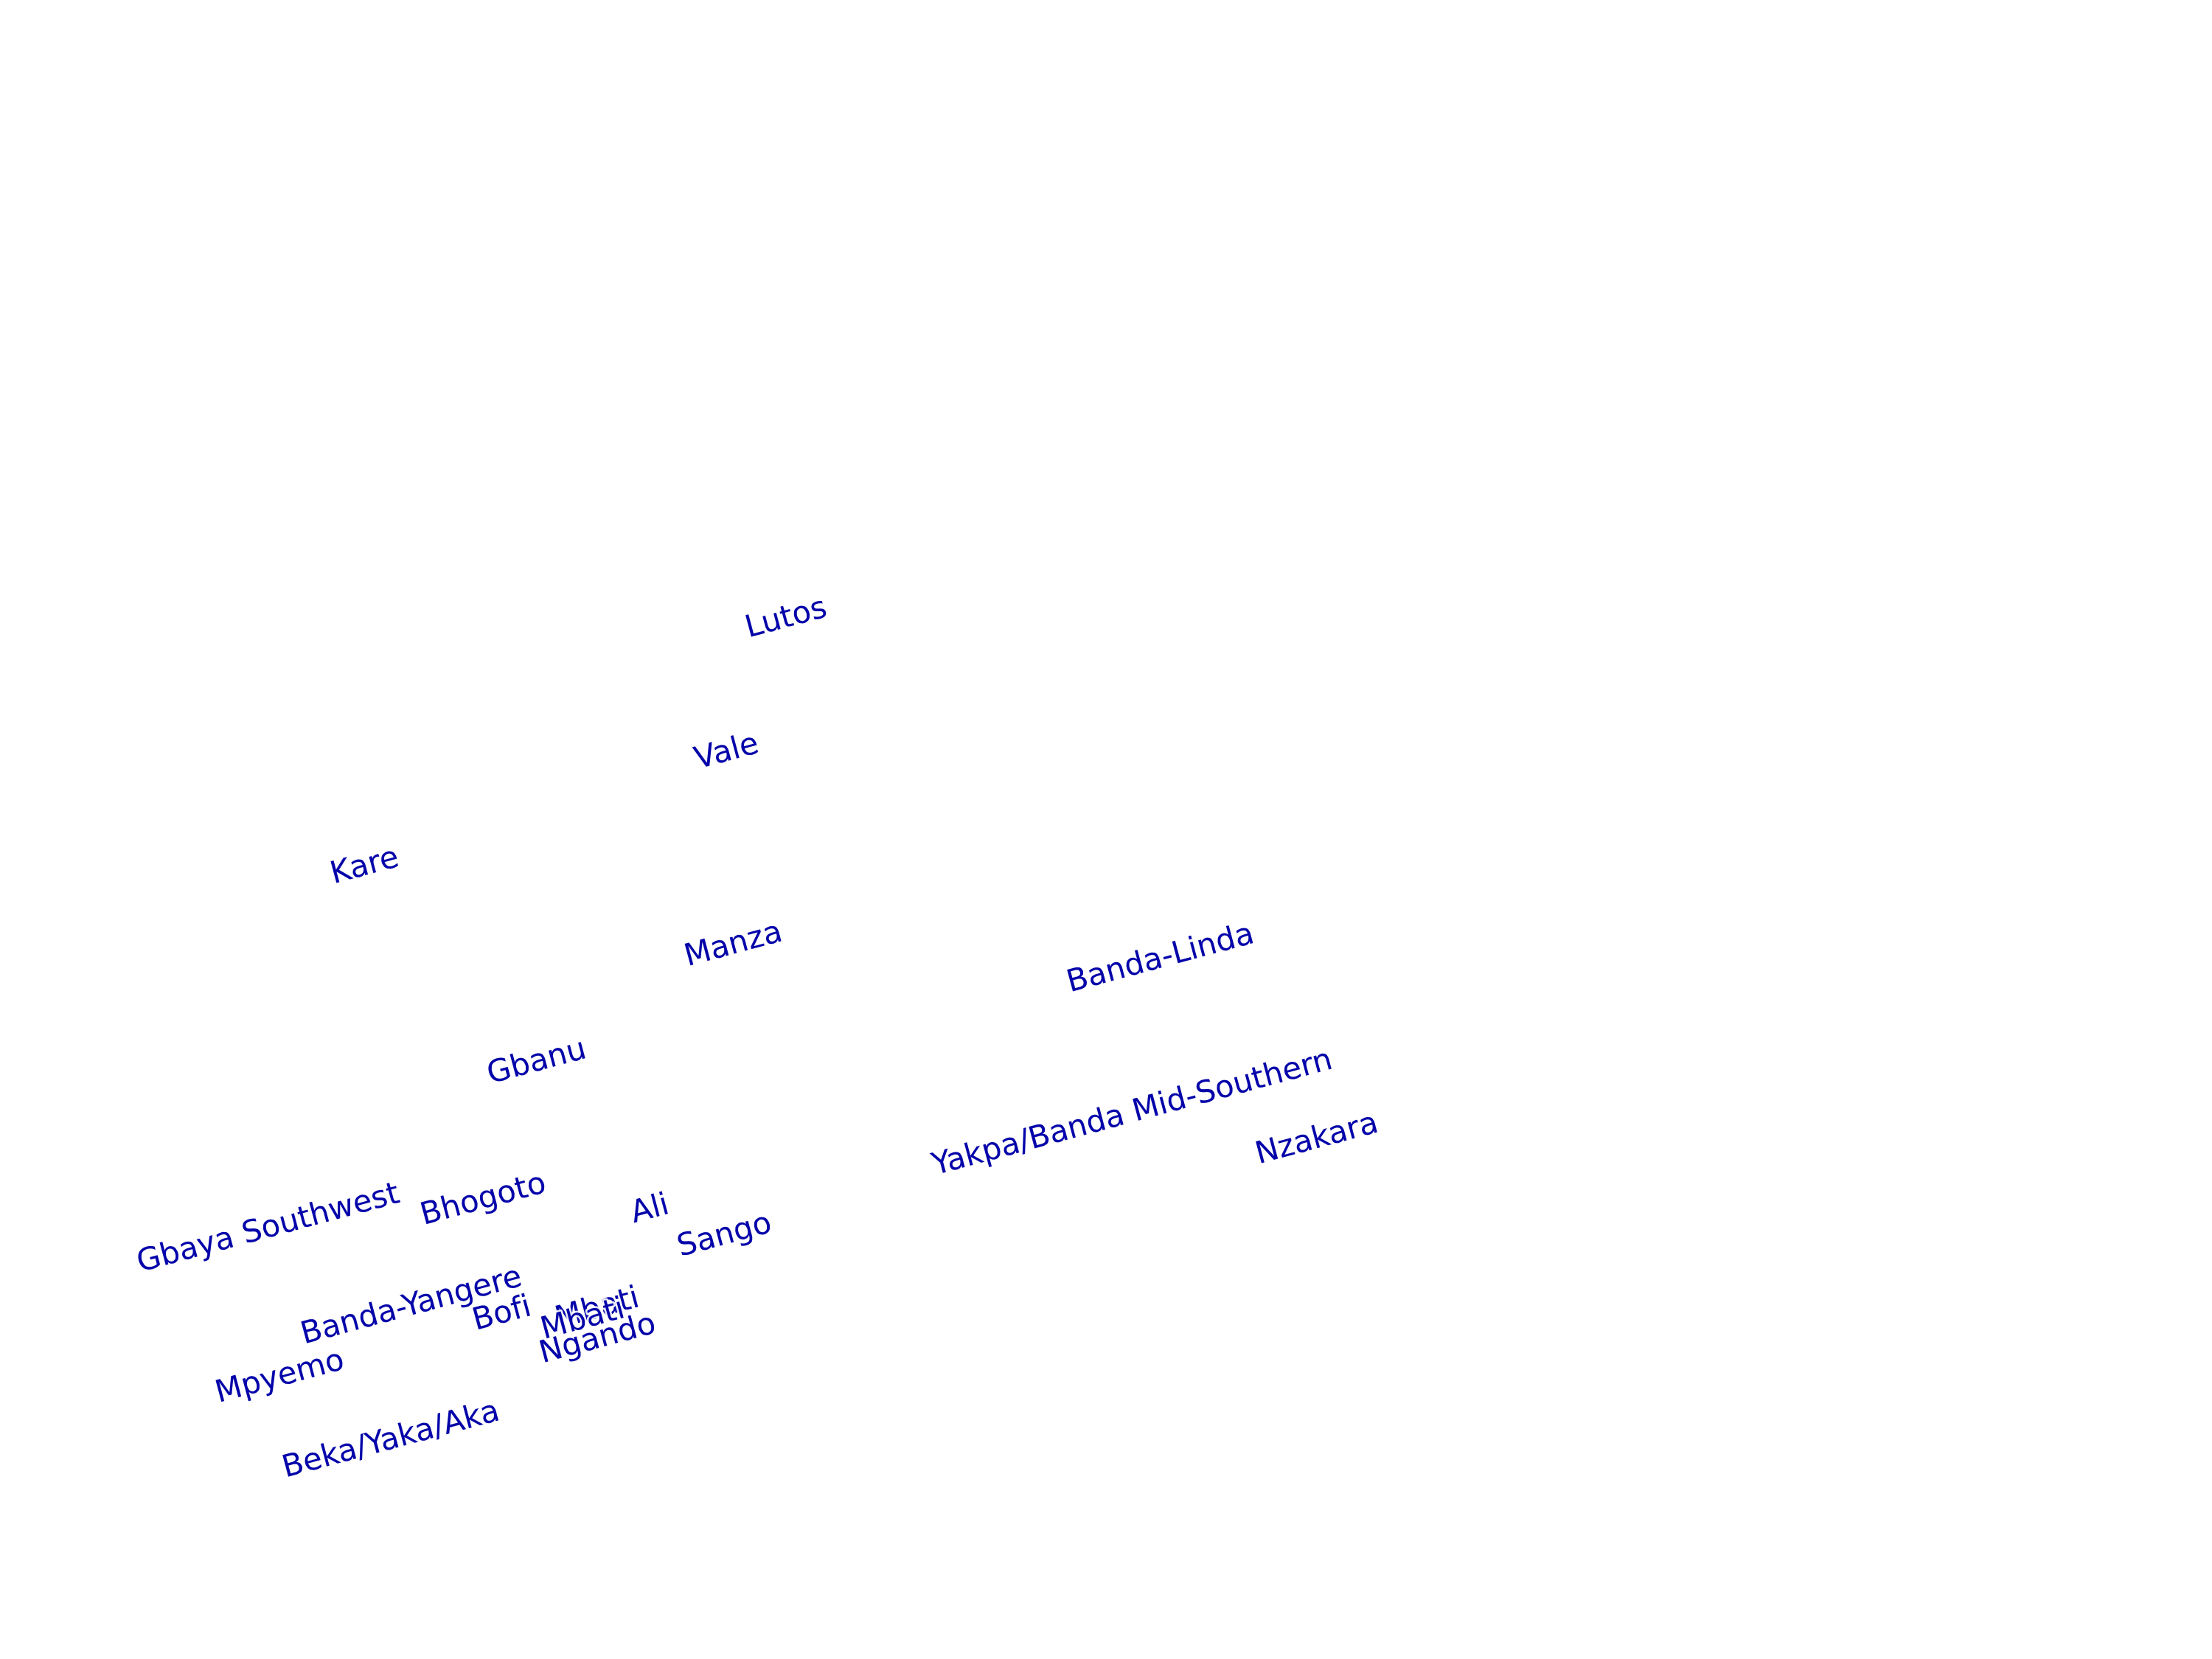 Lutos
Vale
Kare
Manza
Banda-Linda
Gbanu
Yakpa/Banda Mid-Southern
Nzakara
Gbaya Southwest
Bhogoto
Ali
Sango
Banda-Yangere
Bofi
Mbati
Ngando
Mpyemo
Beka/Yaka/Aka